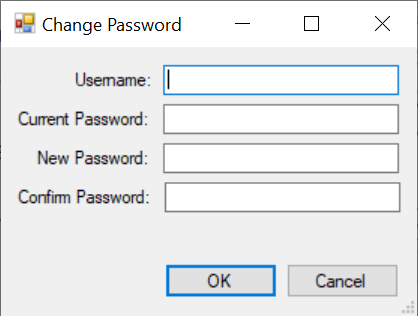 Change Password
Username:
Current Password:
New Password:
Confirm Password:
OK Cancel